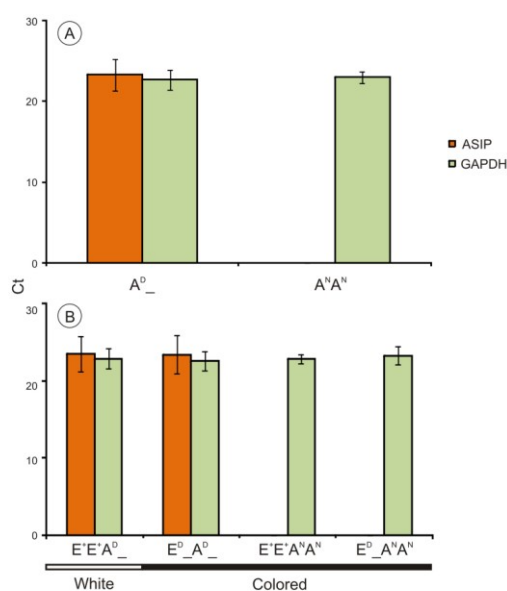 A
30
20
10
0
A^D_ A^N A^N
ASIP
GAPDH
Ct
B
30
20
10
0
E⁺E⁺A^D_ E^D_A^D_ E⁺E⁺A^N A^N E^D_A^N A^N
White Colored